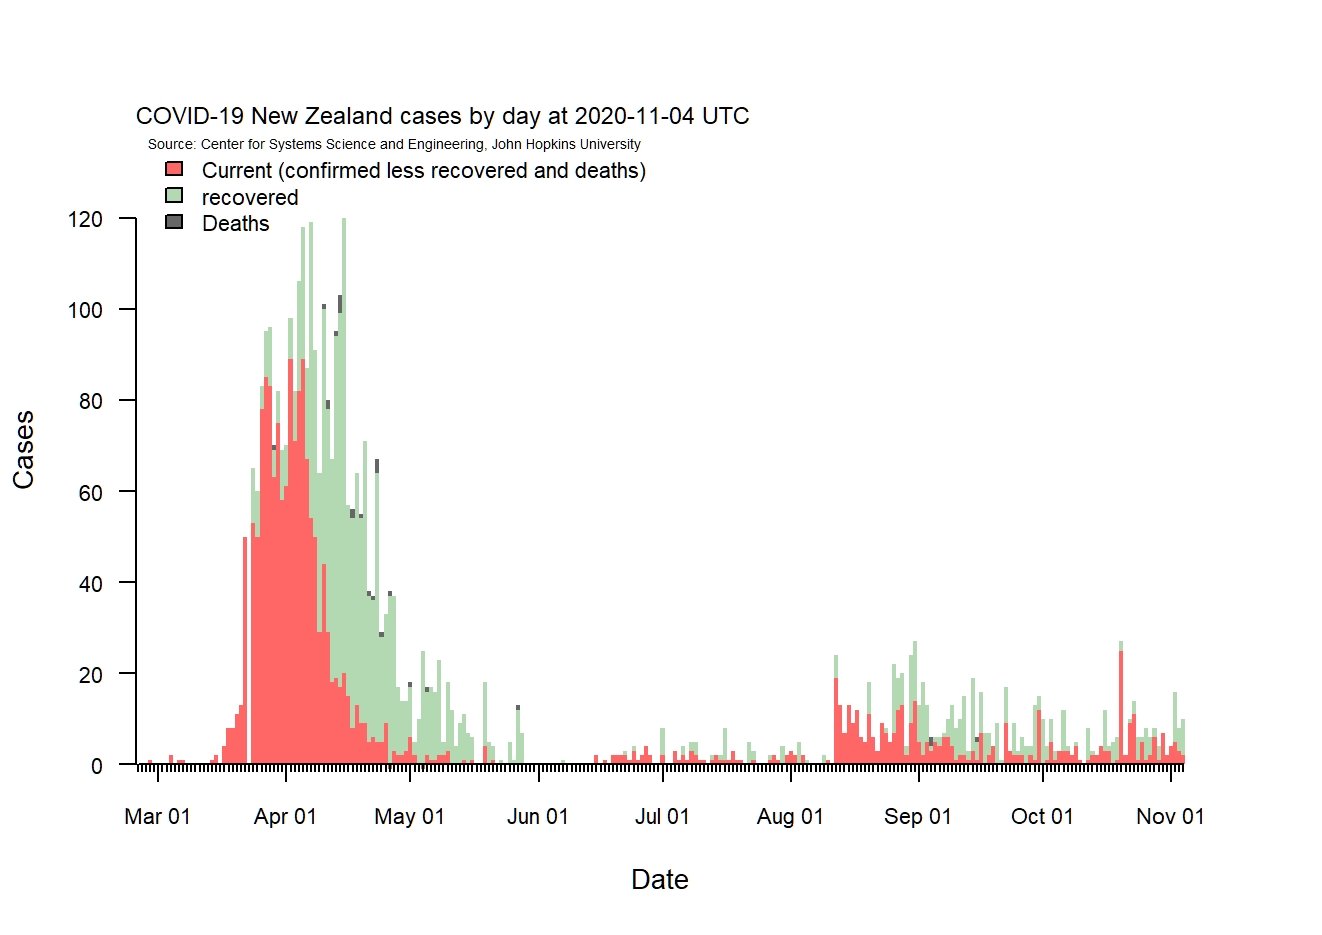 COVID-19 New Zealand cases by day at 2020-11-04 UTC
Source: Center for Systems Science and Engineering, John Hopkins University
Current (confirmed less recovered and deaths)
recovered
Deaths
120
100
80
60
40
20
0
Cases
Mar 01 Apr 01 May 01 Jun 01 Jul 01 Aug 01 Sep 01 Oct 01 Nov 01
Date